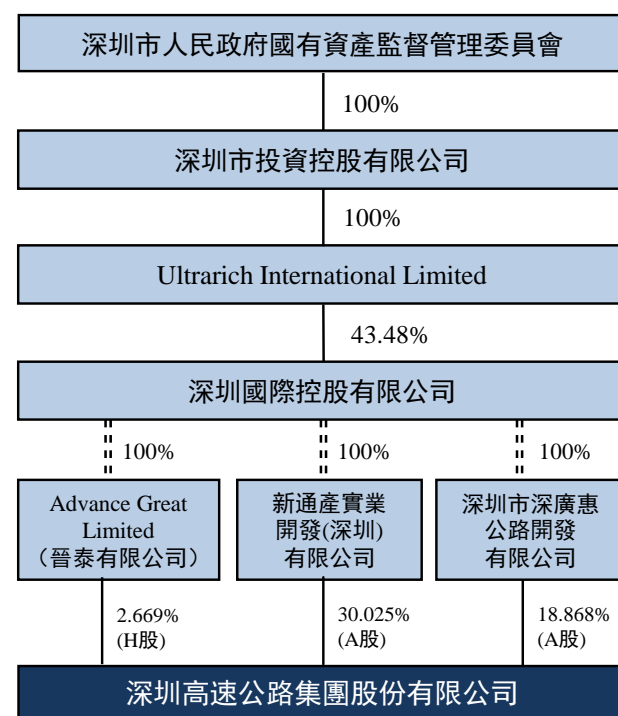 深圳市人民政府國有資產監督管理委員會
100%
深圳市投資控股有限公司
100%
Ultrarich International Limited
43.48%
深圳國際控股有限公司
100%
100%
100%
Advance Great
Limited
（晉泰有限公司）
新通產實業
開發(深圳)
有限公司
深圳市深廣惠
公路開發
有限公司
2.669%
(H股)
30.025%
(A股)
18.868%
(A股)
深圳高速公路集團股份有限公司